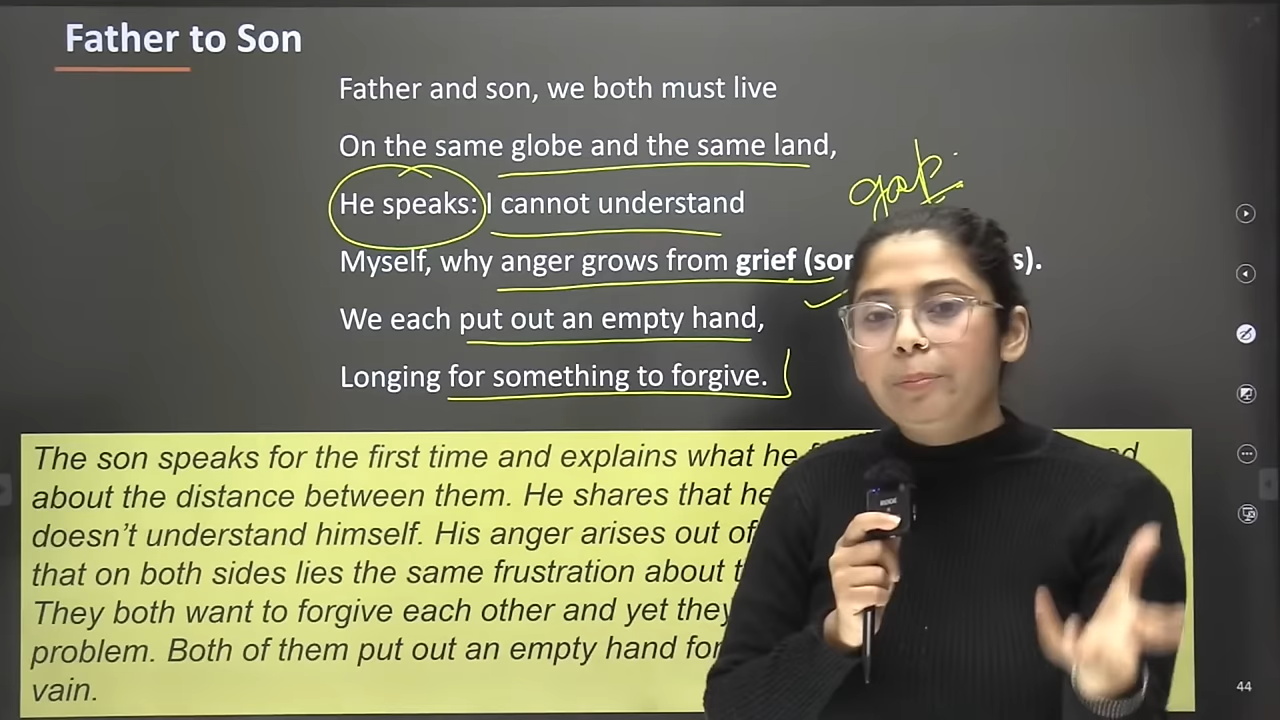 Father to Son
Father and son, we both must live
On the same globe and the same land,
He speaks: I cannot understand
gap
Myself, why anger grows from grief (sor s).
We each put out an empty hand,
Longing for something to forgive.
The son speaks for the first time and explains what he
about the distance between them. He shares that he
doesn't understand himself. His anger arises out of
that on both sides lies the same frustration about
They both want to forgive each other and yet they
problem. Both of them put out an empty hand for
vain.
44